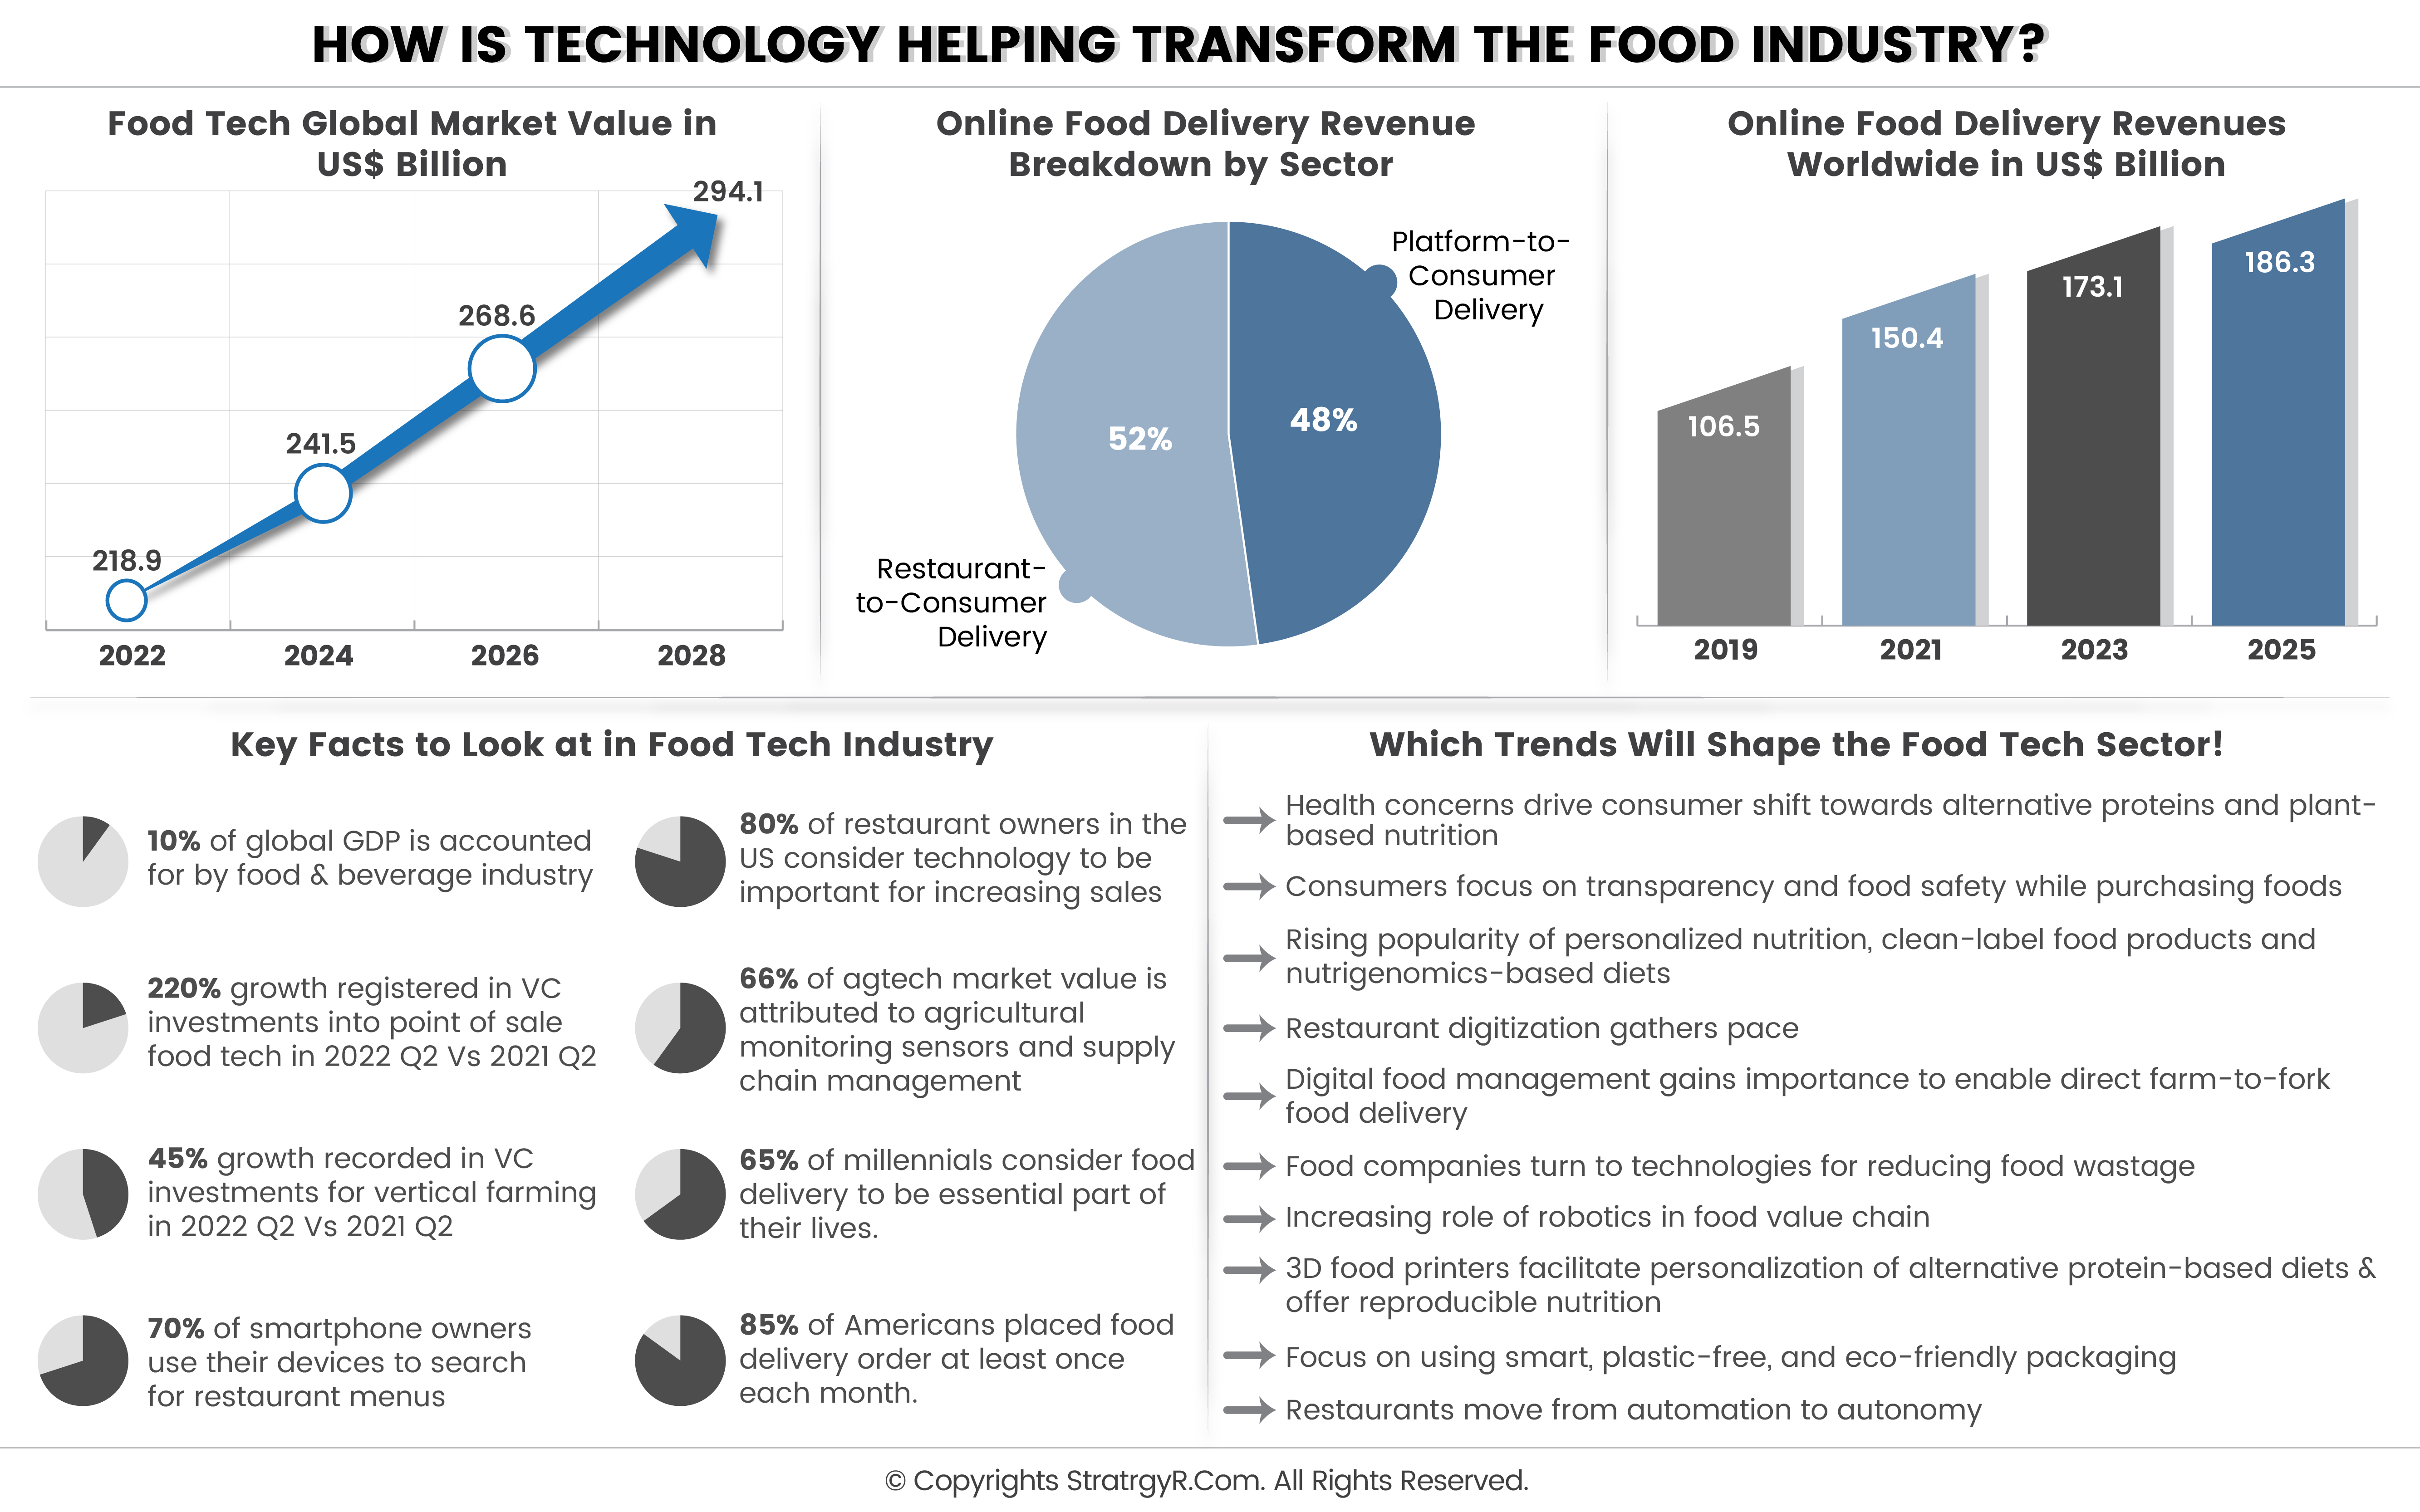 HOW IS TECHNOLOGY HELPING TRANSFORM THE FOOD INDUSTRY?
Food Tech Global Market Value in
US$ Billion
294.1
268.6
241.5
218.9
2022
2024
2026
2028
Online Food Delivery Revenue
Breakdown by Sector
Platform-to-
Consumer
Delivery
48%
52%
Restaurant-
to-Consumer
Delivery
Online Food Delivery Revenues
Worldwide in US$ Billion
106.5
150.4
173.1
186.3
2019
2021
2023
2025
Key Facts to Look at in Food Tech Industry
10% of global GDP is accounted
for by food & beverage industry
220% growth registered in VC
investments into point of sale
food tech in 2022 Q2 Vs 2021 Q2
45% growth recorded in VC
investments for vertical farming
in 2022 Q2 Vs 2021 Q2
70% of smartphone owners
use their devices to search
for restaurant menus
80% of restaurant owners in the
US consider technology to be
important for increasing sales
66% of agtech market value is
attributed to agricultural
monitoring sensors and supply
chain management
65% of millennials consider food
delivery to be essential part of
their lives.
85% of Americans placed food
delivery order at least once
each month.
Which Trends Will Shape the Food Tech Sector!
Health concerns drive consumer shift towards alternative proteins and plant-
based nutrition
Consumers focus on transparency and food safety while purchasing foods
Rising popularity of personalized nutrition, clean-label food products and
nutrigenomics-based diets
Restaurant digitization gathers pace
Digital food management gains importance to enable direct farm-to-fork
food delivery
Food companies turn to technologies for reducing food wastage
Increasing role of robotics in food value chain
3D food printers facilitate personalization of alternative protein-based diets &
offer reproducible nutrition
Focus on using smart, plastic-free, and eco-friendly packaging
Restaurants move from automation to autonomy
© Copyrights StratrgyR.Com. All Rights Reserved.